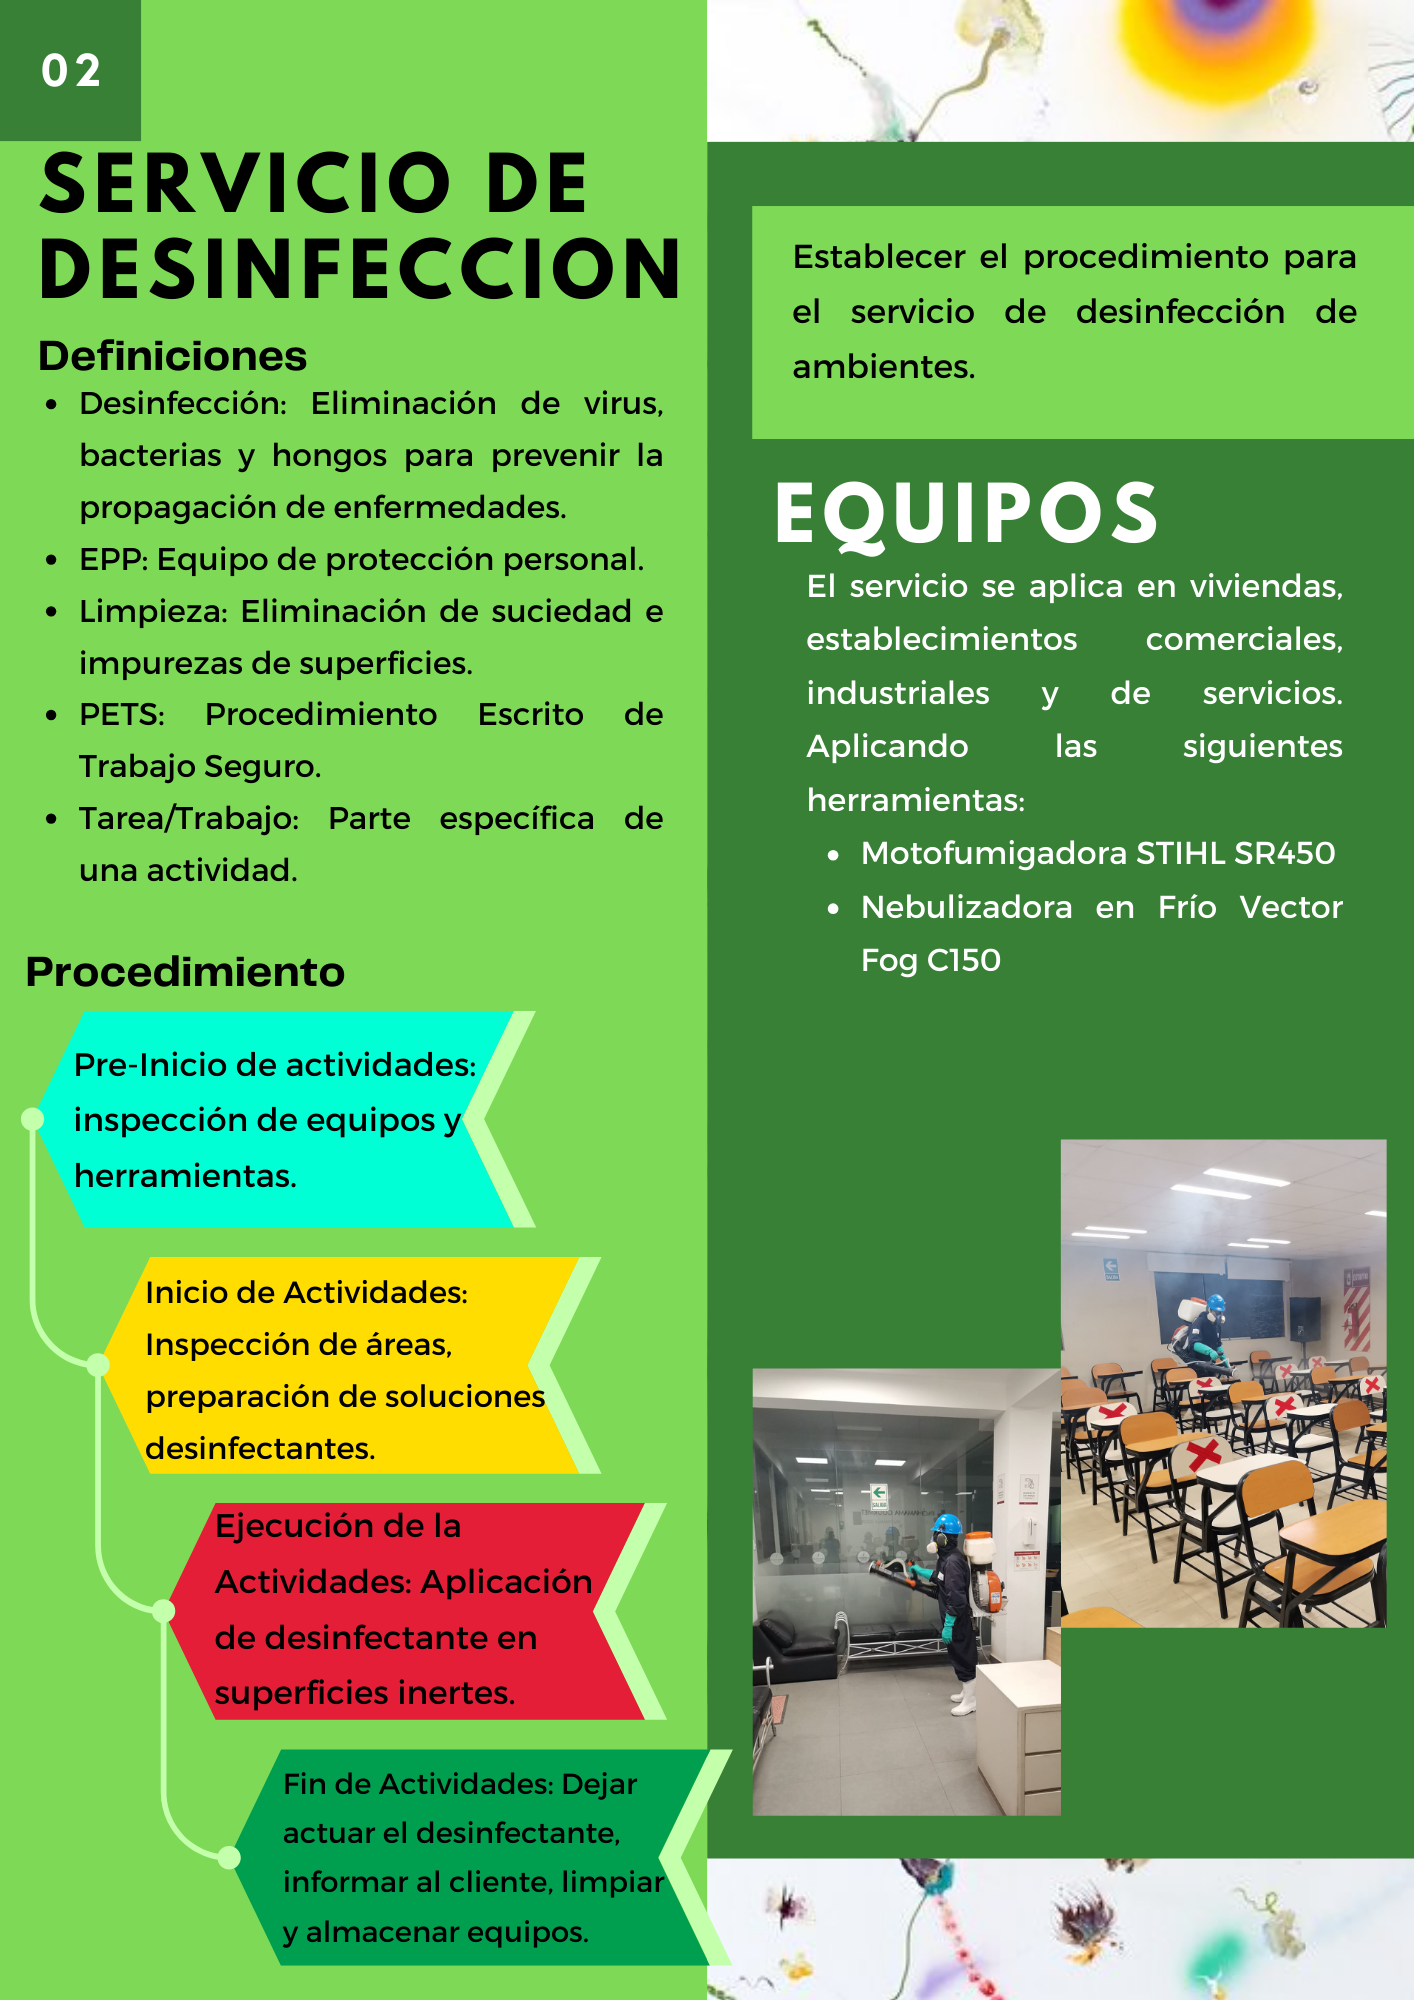 02
SERVICIO DE
DESINFECCION
Definiciones
• Desinfección: Eliminación de virus,
bacterias y hongos para prevenir la
propagación de enfermedades.
• EPP: Equipo de protección personal.
• Limpieza: Eliminación de suciedad e
impurezas de superficies.
• PETS: Procedimiento Escrito de
Trabajo Seguro.
• Tarea/Trabajo: Parte específica de
una actividad.
Procedimiento
Pre-Inicio de actividades:
inspección de equipos y
herramientas.
Inicio de Actividades:
Inspección de áreas,
preparación de soluciones
desinfectantes.
Ejecución de la
Actividades: Aplicación
de desinfectante en
superficies inertes.
Fin de Actividades: Dejar
actuar el desinfectante,
informar al cliente, limpiar
y almacenar equipos.
Establecer el procedimiento para
el servicio de desinfección de
ambientes.
EQUIPOS
El servicio se aplica en viviendas,
establecimientos comerciales,
industriales y de servicios.
Aplicando las siguientes
herramientas:
• Motofumigadora STIHL SR450
• Nebulizadora en Frío Vector
Fog C150
SALIDA
SALIDA